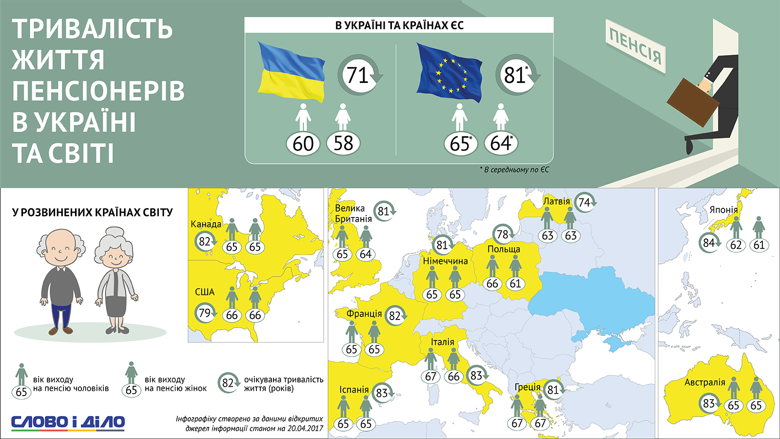 ТРИВАЛІСТЬ
ЖИТТЯ
ПЕНСІОНЕРІВ
В УКРАЇНІ
ТА СВІТІ
В УКРАЇНІ ТА КРАЇНАХ ЄС
71
60 58
81*
65* 64*
* В середньому по ЄС
ПЕНСІЯ
У РОЗВИНЕНИХ КРАЇНАХ СВІТУ
65 вік виходу
на пенсію чоловіків
65 вік виходу
на пенсію жінок
82 очікувана тривалість
життя (років)
СЛОВО і ДІЛО
Інфографіку створено за даними відкритих
джерел інформації станом на 20.04.2017
Канада
82 65 65
США
79 66 66
Велика
Британія
81
65 64
Латвія 74
63 63
78
Польща
66 61
81
Німеччина
65 65
Франція 82
65 65
Італія
67 66 83
Іспанія 83
65 65
Греція 81
67 67
Японія
84 62 61
Австралія
83 65 65